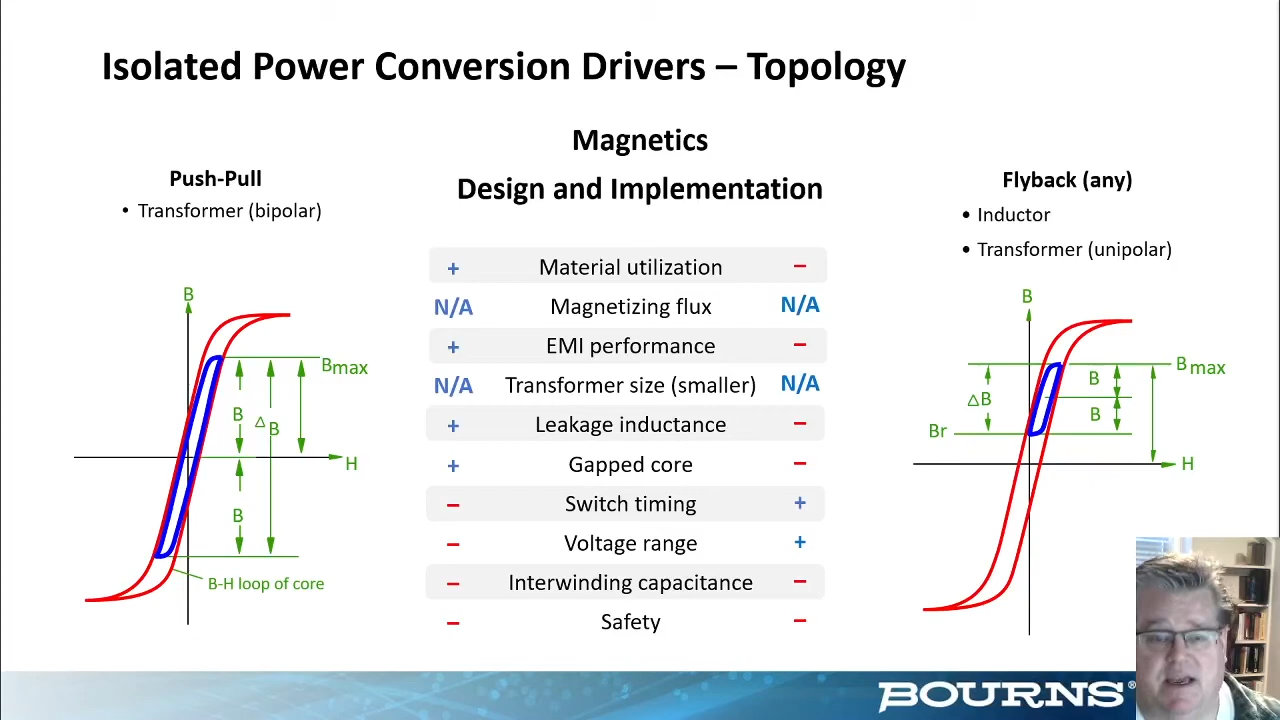 Isolated Power Conversion Drivers – Topology
Magnetics
Design and Implementation
Push-Pull
• Transformer (bipolar)
Flyback (any)
• Inductor
• Transformer (unipolar)
+ Material utilization –
N/A Magnetizing flux N/A
+ EMI performance –
N/A Transformer size (smaller) N/A
+ Leakage inductance –
+ Gapped core –
– Switch timing +
– Voltage range +
– Interwinding capacitance –
– Safety –
B
Bmax
B
△B
H
B
B-H loop of core
B
B max
B
△B
B
Br
H
BOURNS®